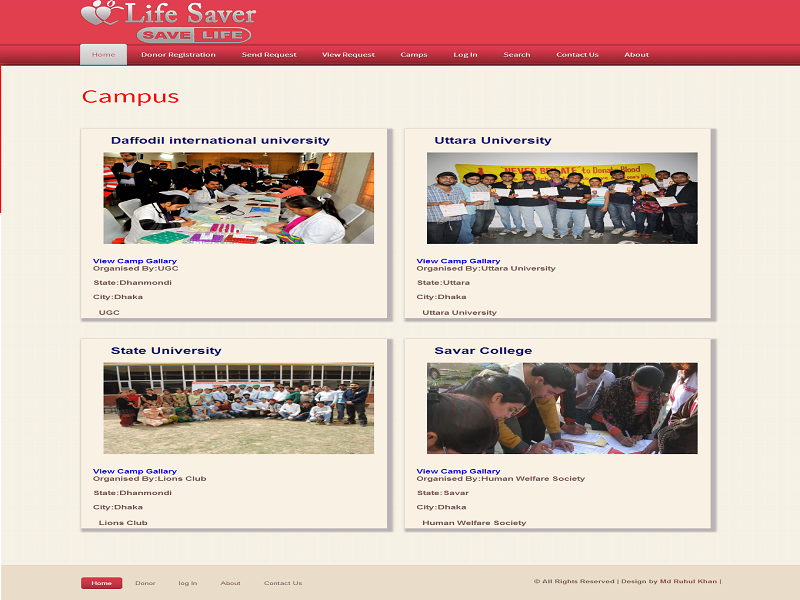 Life Saver
SAVE LIFE
Home Donor Registration Send Request View Request Camps Log In Search Contact Us About
Campus
Daffodil international university
View Camp Gallary
Organised By:UGC
State:Dhanmondi
City:Dhaka
UGC
Uttara University
NEVER BE LATE to Donate Blood
View Camp Gallary
Organised By:Uttara University
State:Uttara
City:Dhaka
Uttara University
State University
View Camp Gallary
Organised By:Lions Club
State:Dhanmondi
City:Dhaka
Lions Club
Savar College
View Camp Gallary
Organised By:Human Welfare Society
State:Savar
City:Dhaka
Human Welfare Society
Home Donor log In About Contact Us
© All Rights Reserved | Design by Md Ruhul Khan |